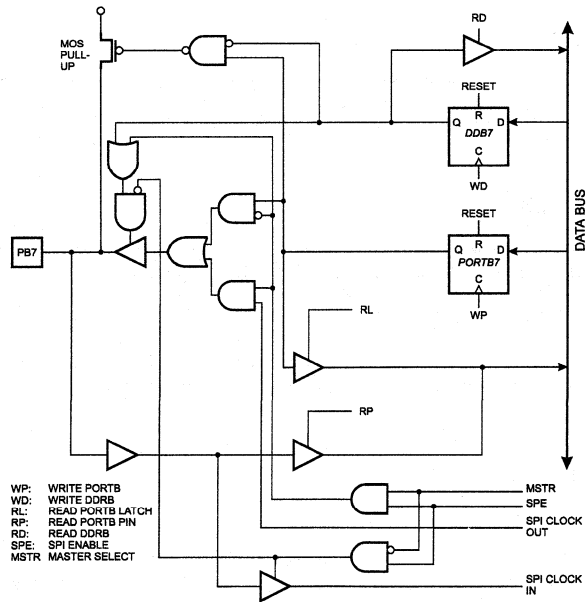 RD
MOS
PULL-
UP
RESET
R
Q
D
DDB7
C
WD
RESET
R
Q
D
PORTB7
C
WP
DATA BUS
PB7
RL
RP
WP: WRITE PORTB
WD: WRITE DDRB
RL: READ PORTB LATCH
RP: READ PORTB PIN
RD: READ DDRB
SPE: SPI ENABLE
MSTR MASTER SELECT
MSTR
SPE
SPI CLOCK
OUT
SPI CLOCK
IN